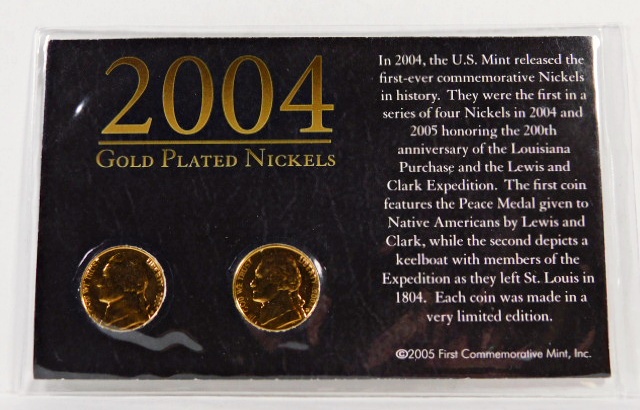 2004
GOLD PLATED NICKELS
In 2004, the U.S. Mint released the
first-ever commemorative Nickels
in history. They were the first in a
series of four Nickels in 2004 and
2005 honoring the 200th
anniversary of the Louisiana
Purchase and the Lewis and
Clark Expedition. The first coin
features the Peace Medal given to
Native Americans by Lewis and
Clark, while the second depicts a
keelboat with members of the
Expedition as they left St. Louis in
1804. Each coin was made in a
very limited edition.
©2005 First Commemorative Mint, Inc.